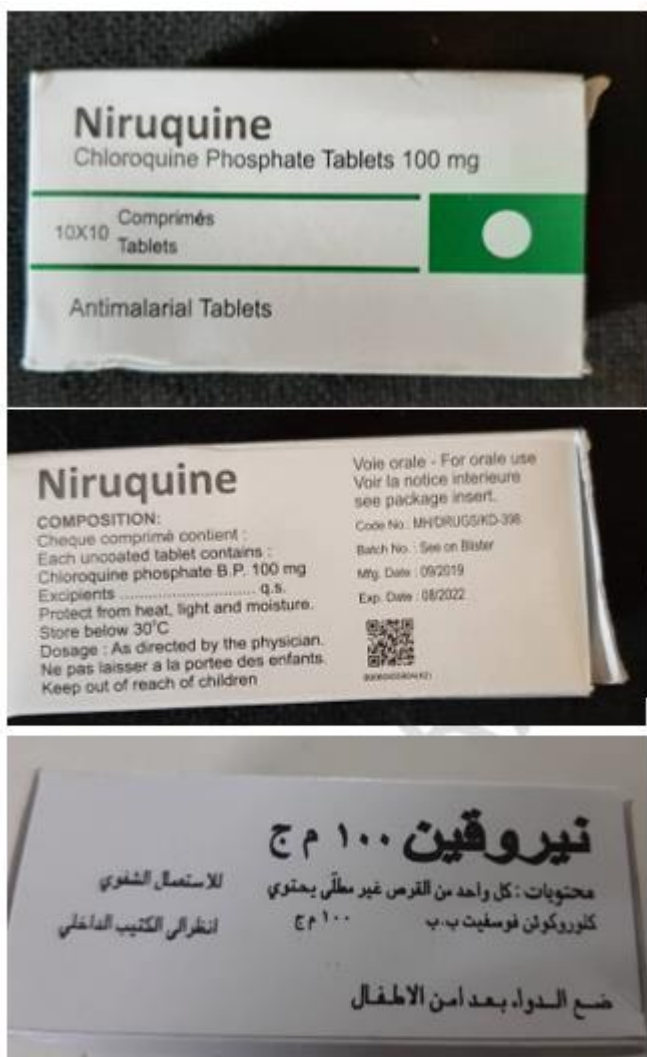 Niruquine
Chloroquine Phosphate Tablets 100 mg
10X10 Comprimés
Tablets
Antimalarial Tablets
Niruquine
COMPOSITION:
Cheque comprimé contient :
Each uncoated tablet contains :
Chloroquine phosphate B.P. 100 mg
Excipients .............................. q.s.
Protect from heat, light and moisture.
Store below 30°C
Dosage : As directed by the physician.
Ne pas laisser a la portee des enfants.
Keep out of reach of children
Voie orale - For orale use
Voir la notice interieure
see package insert.
Code No. : MH/DRUGS/KD-398
Batch No. : See on Blister
Mfg. Date : 09/2019
Exp. Date : 08/2022
نيروقين ١٠٠ م ج
محتويات : كل واحد من القرص غير مطلّي يحتوي
كلوروكوئن فوسفيت ب.ب ١٠٠ م ج
للاستعمال الشفوي
انظر الى الكتيب الداخلي
ضع الدواء بعد امن الاطفال